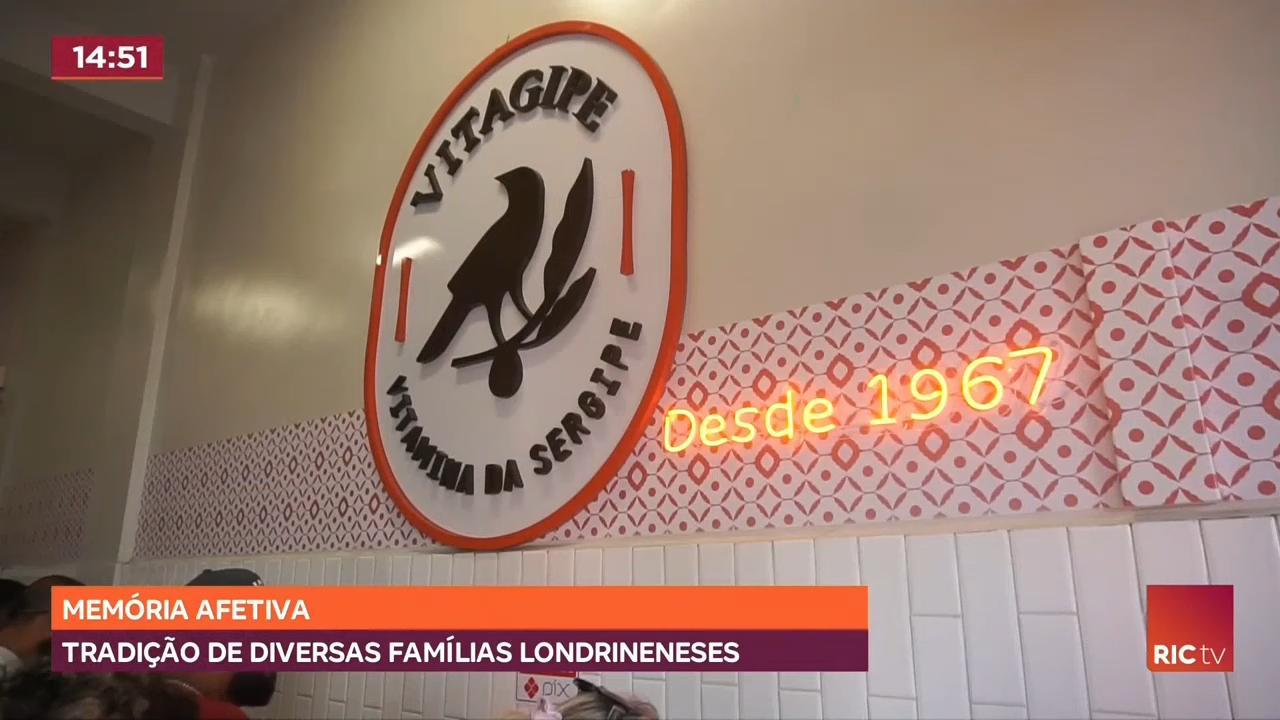 14:51
VITAGIPE
VITAMINA DA SERGIPE
Desde 1967
MEMÓRIA AFETIVA
TRADIÇÃO DE DIVERSAS FAMÍLIAS LONDRINENESES
RIC tv
pix